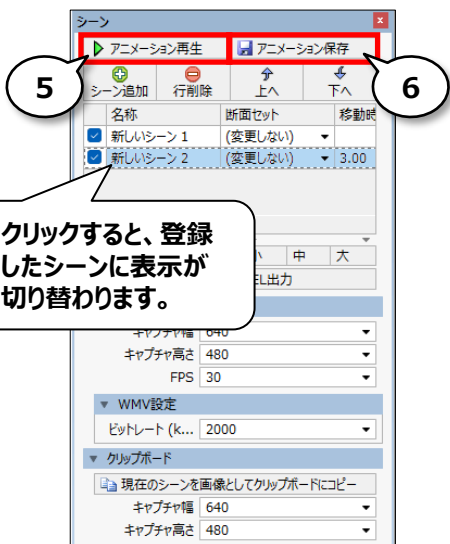 シーン
アニメーション再生
アニメーション保存
5
6
シーン追加
行削除
上へ
下へ
名称
断面セット
移動時
新しいシーン 1
(変更しない)
新しいシーン 2
(変更しない)
3.00
クリックすると、登録
したシーンに表示が
切り替わります。
中
大
EL出力
キャプチャ幅
640
キャプチャ高さ
480
FPS
30
WMV設定
ビットレート (k...
2000
クリップボード
現在のシーンを画像としてクリップボードにコピー
キャプチャ幅
640
キャプチャ高さ
480